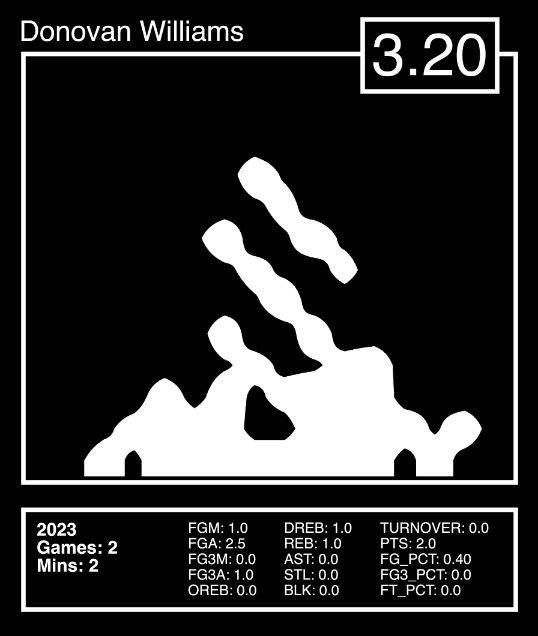 Donovan Williams
3.20
2023
Games: 2
Mins: 2
FGM: 1.0
FGA: 2.5
FG3M: 0.0
FG3A: 1.0
OREB: 0.0
DREB: 1.0
REB: 1.0
AST: 0.0
STL: 0.0
BLK: 0.0
TURNOVER: 0.0
PTS: 2.0
FG_PCT: 0.40
FG3_PCT: 0.0
FT_PCT: 0.0